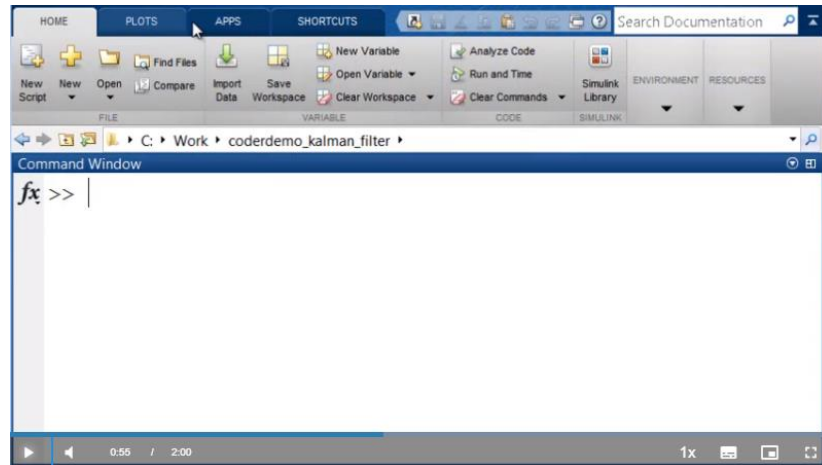 HOME PLOTS APPS SHORTCUTS Search Documentation
New Script New Open Find Files Compare Import Data Save Workspace New Variable Open Variable Clear Workspace Analyze Code Run and Time Clear Commands Simulink Library ENVIRONMENT RESOURCES
FILE VARIABLE CODE SIMULINK
C: Work coderdemo_kalman_filter
Command Window
fx >>
0:55 / 2:00 1x